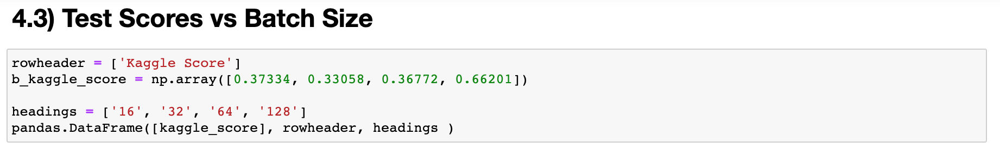 4.3) Test Scores vs Batch Size
rowheader = ['Kaggle Score']
b_kaggle_score = np.array([0.37334, 0.33058, 0.36772, 0.66201])
headings = ['16', '32', '64', '128']
pandas.DataFrame([kaggle_score], rowheader, headings )